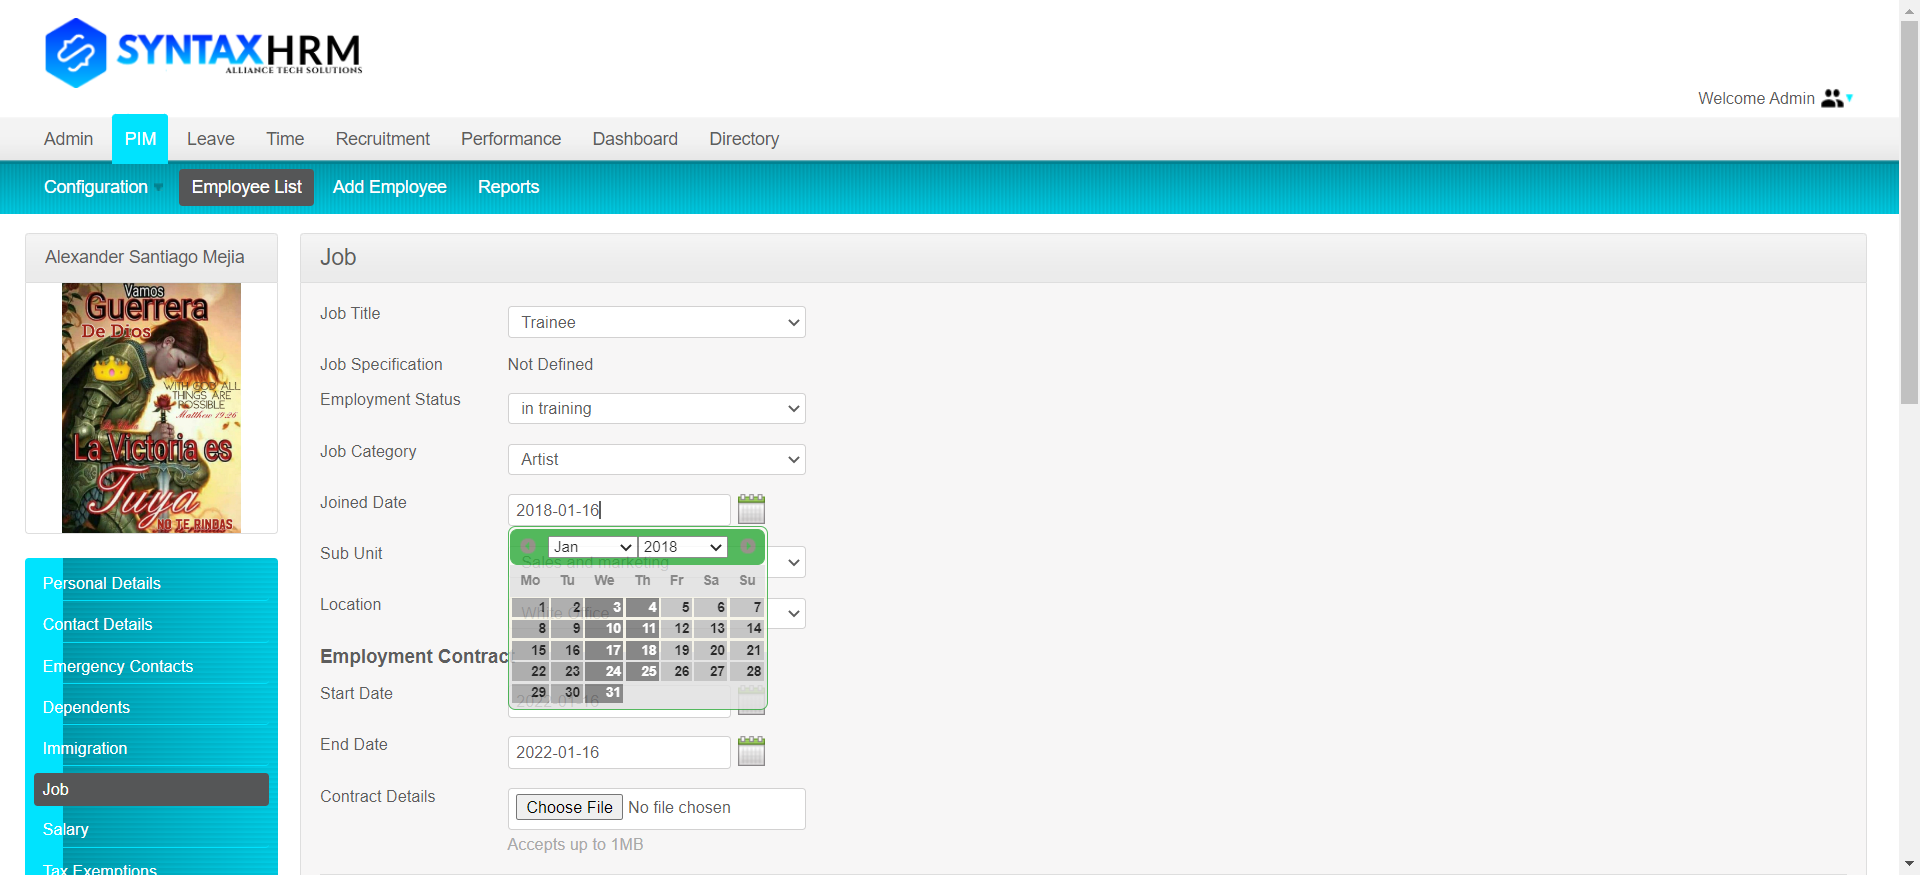 SYNTAXHRM
ALLIANCE TECH SOLUTIONS
Welcome Admin
Admin PIM Leave Time Recruitment Performance Dashboard Directory
Configuration Employee List Add Employee Reports
Alexander Santiago Mejia
Vamos
Guerrera
De Dios
WITH GOD ALL
THINGS ARE
POSSIBLE
Matthew 19:26
La Victoria es
Tuya
NO TE RINDAS
Personal Details
Contact Details
Emergency Contacts
Dependents
Immigration
Job
Salary
Tax Exemptions
Job
Job Title Trainee
Job Specification Not Defined
Employment Status in training
Job Category Artist
Joined Date 2018-01-16
Jan 2018
Mo Tu We Th Fr Sa Su
1 2 3 4 5 6 7
8 9 10 11 12 13 14
15 16 17 18 19 20 21
22 23 24 25 26 27 28
29 30 31
Sub Unit Sales and marketing
Location White Office
Employment Contract
Start Date 2022-01-16
End Date 2022-01-16
Contract Details Choose File No file chosen
Accepts up to 1MB